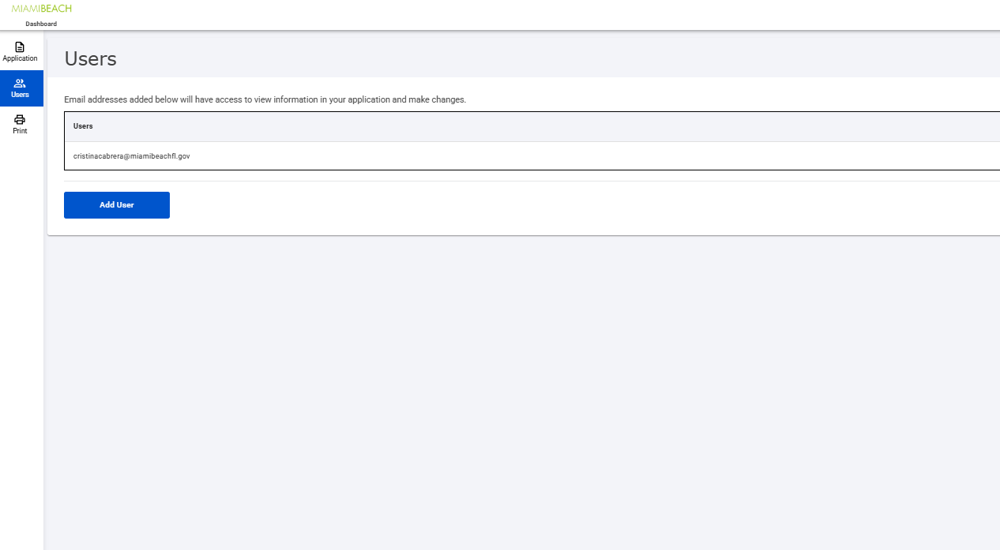 MIAMIBEACH
Dashboard
Application
Users
Print
Users
Email addresses added below will have access to view information in your application and make changes.
Users
cristinacabrera@miamibeachfl.gov
Add User